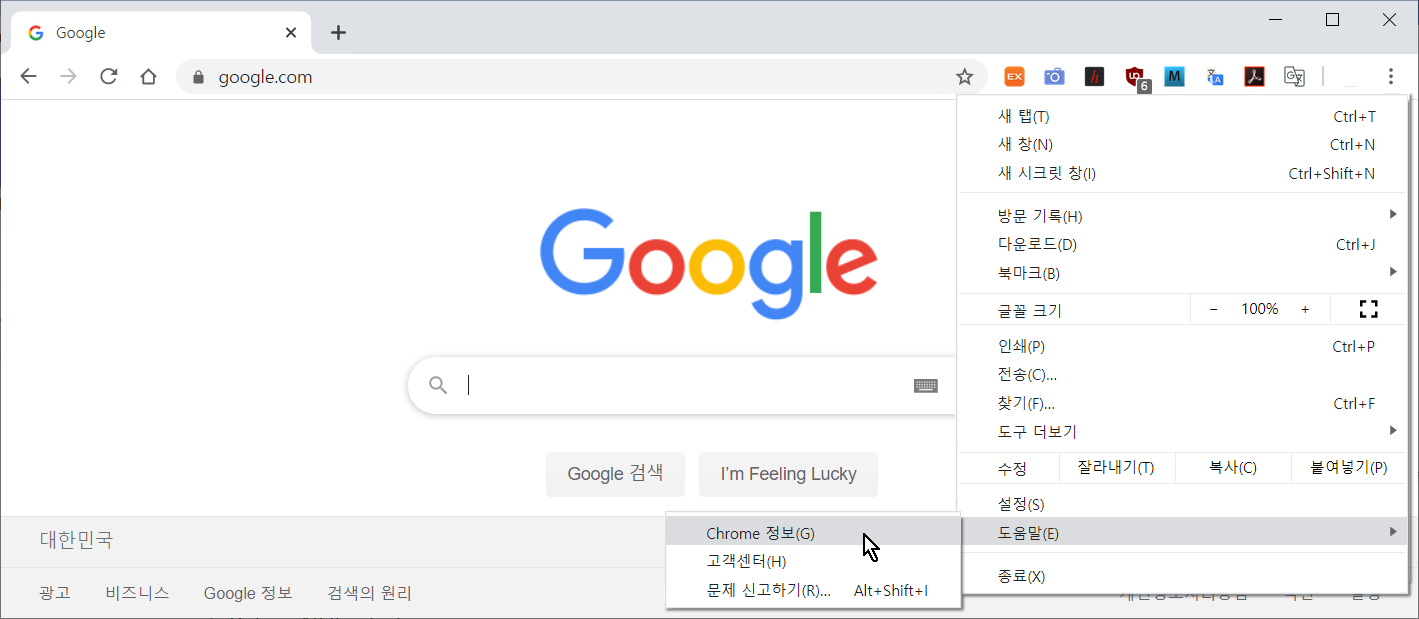 Google
google.com
EX
h
6
M
새 탭(T) Ctrl+T
새 창(N) Ctrl+N
새 시크릿 창(I) Ctrl+Shift+N
방문 기록(H)
다운로드(D) Ctrl+J
북마크(B)
글꼴 크기 - 100% +
인쇄(P) Ctrl+P
전송(C)...
찾기(F)... Ctrl+F
도구 더보기
수정 잘라내기(T) 복사(C) 붙여넣기(P)
설정(S)
도움말(E)
종료(X)
Google
Google 검색 I'm Feeling Lucky
Chrome 정보(G)
고객센터(H)
문제 신고하기(R)... Alt+Shift+I
대한민국
광고 비즈니스 Google 정보 검색의 원리